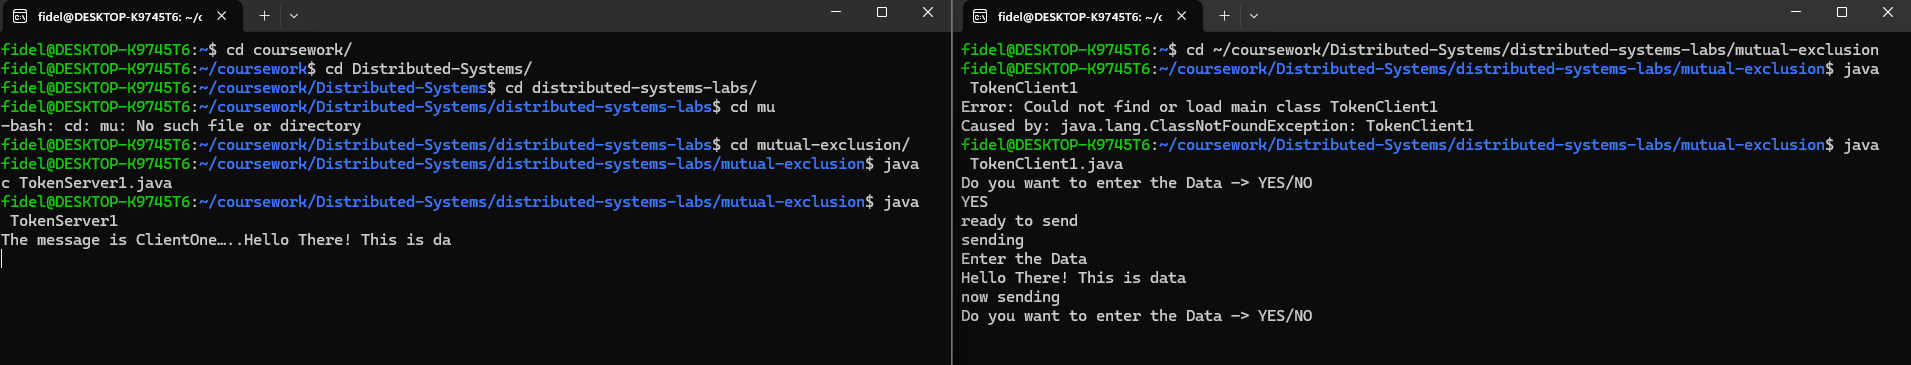 fidel@DESKTOP-K9745T6: ~/c
fidel@DESKTOP-K9745T6:~$ cd coursework/
fidel@DESKTOP-K9745T6:~/coursework$ cd Distributed-Systems/
fidel@DESKTOP-K9745T6:~/coursework/Distributed-Systems$ cd distributed-systems-labs/
fidel@DESKTOP-K9745T6:~/coursework/Distributed-Systems/distributed-systems-labs$ cd mu
-bash: cd: mu: No such file or directory
fidel@DESKTOP-K9745T6:~/coursework/Distributed-Systems/distributed-systems-labs$ cd mutual-exclusion/
fidel@DESKTOP-K9745T6:~/coursework/Distributed-Systems/distributed-systems-labs/mutual-exclusion$ java
c TokenServer1.java
fidel@DESKTOP-K9745T6:~/coursework/Distributed-Systems/distributed-systems-labs/mutual-exclusion$ java
 TokenServer1
The message is ClientOne…..Hello There! This is da
fidel@DESKTOP-K9745T6: ~/c
fidel@DESKTOP-K9745T6:~$ cd ~/coursework/Distributed-Systems/distributed-systems-labs/mutual-exclusion
fidel@DESKTOP-K9745T6:~/coursework/Distributed-Systems/distributed-systems-labs/mutual-exclusion$ java
 TokenClient1
Error: Could not find or load main class TokenClient1
Caused by: java.lang.ClassNotFoundException: TokenClient1
fidel@DESKTOP-K9745T6:~/coursework/Distributed-Systems/distributed-systems-labs/mutual-exclusion$ java
 TokenClient1.java
Do you want to enter the Data –> YES/NO
YES
ready to send
sending
Enter the Data
Hello There! This is data
now sending
Do you want to enter the Data –> YES/NO